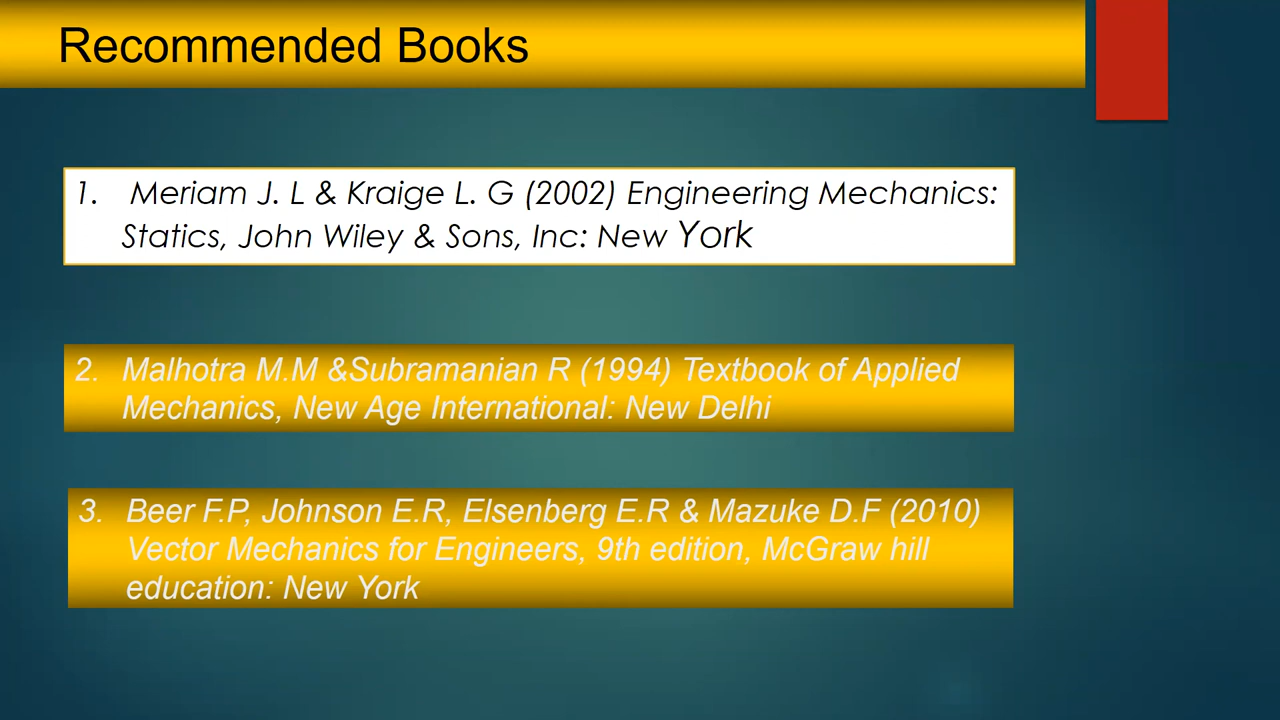 Recommended Books
1. Meriam J. L & Kraige L. G (2002) Engineering Mechanics:
Statics, John Wiley & Sons, Inc: New York
2. Malhotra M.M &Subramanian R (1994) Textbook of Applied
Mechanics, New Age International: New Delhi
3. Beer F.P, Johnson E.R, Elsenberg E.R & Mazuke D.F (2010)
Vector Mechanics for Engineers, 9th edition, McGraw hill
education: New York